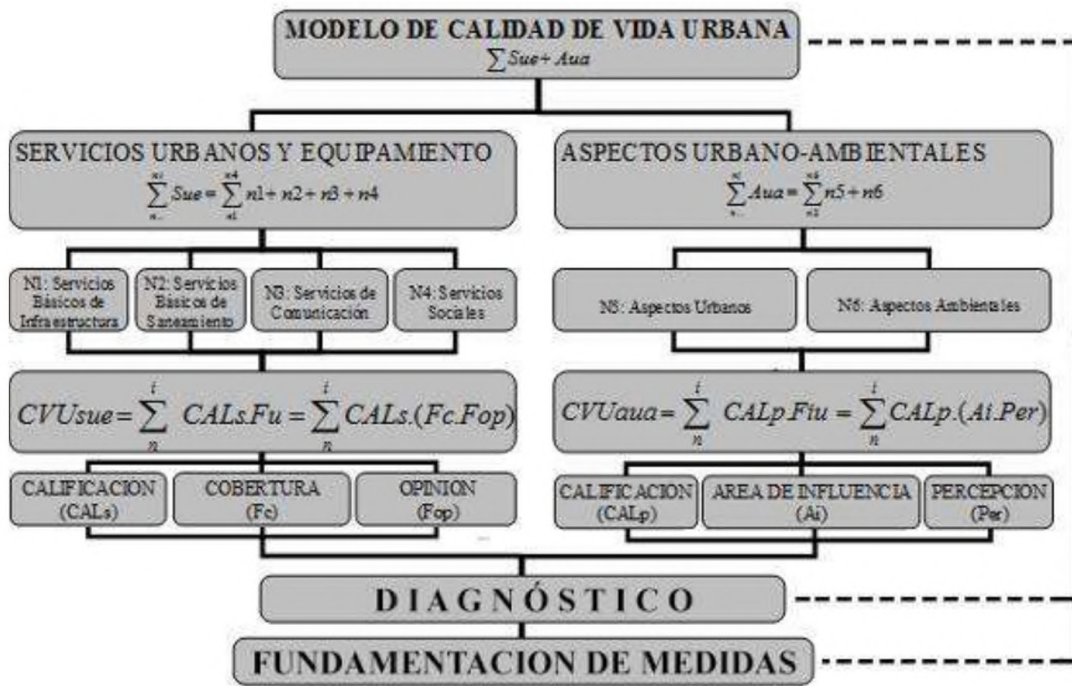 MODELO DE CALIDAD DE VIDA URBANA
∑ Sue + Aua
SERVICIOS URBANOS Y EQUIPAMIENTO
∑ Sue = ∑ n1 + n2 + n3 + n4
ASPECTOS URBANO-AMBIENTALES
∑ Aua = ∑ n5 + n6
N1: Servicios
Básicos de
Infraestructura
N2: Servicios
Básicos de
Saneamiento
N3: Servicios de
Comunicación
N4: Servicios
Sociales
N5: Aspectos Urbanos
N6: Aspectos Ambientales
CVUsue = ∑ i n CALs.Fu = ∑ i n CALs.(Fc.Fop)
CVUaua = ∑ i n CALp.Fiu = ∑ i n CALp.(Ai.Per)
CALIFICACION
(CALs)
COBERTURA
(Fc)
OPINION
(Fop)
CALIFICACION
(CALp)
AREA DE INFLUENCIA
(Ai)
PERCEPCION
(Per)
DIAGNÓSTICO
FUNDAMENTACION DE MEDIDAS